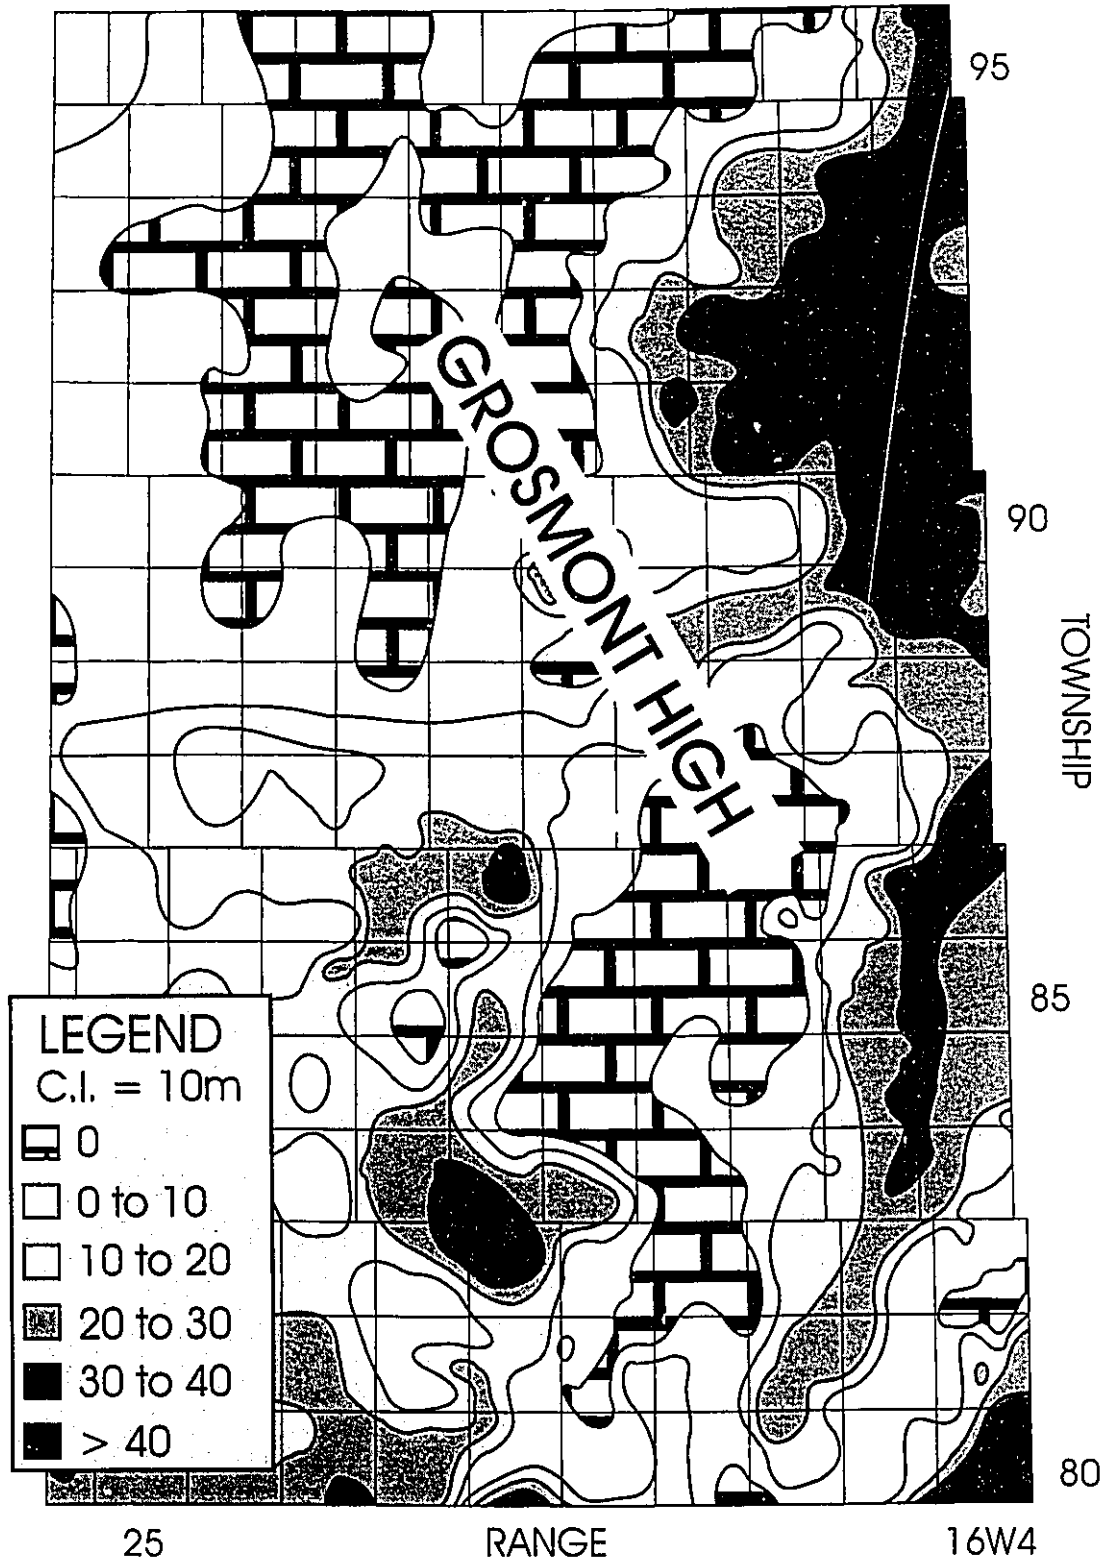 95
GROSMONT HIGH
90
TOWNSHIP
85
LEGEND
C.I. = 10m
0
0 to 10
10 to 20
20 to 30
30 to 40
> 40
80
25
RANGE
16W4